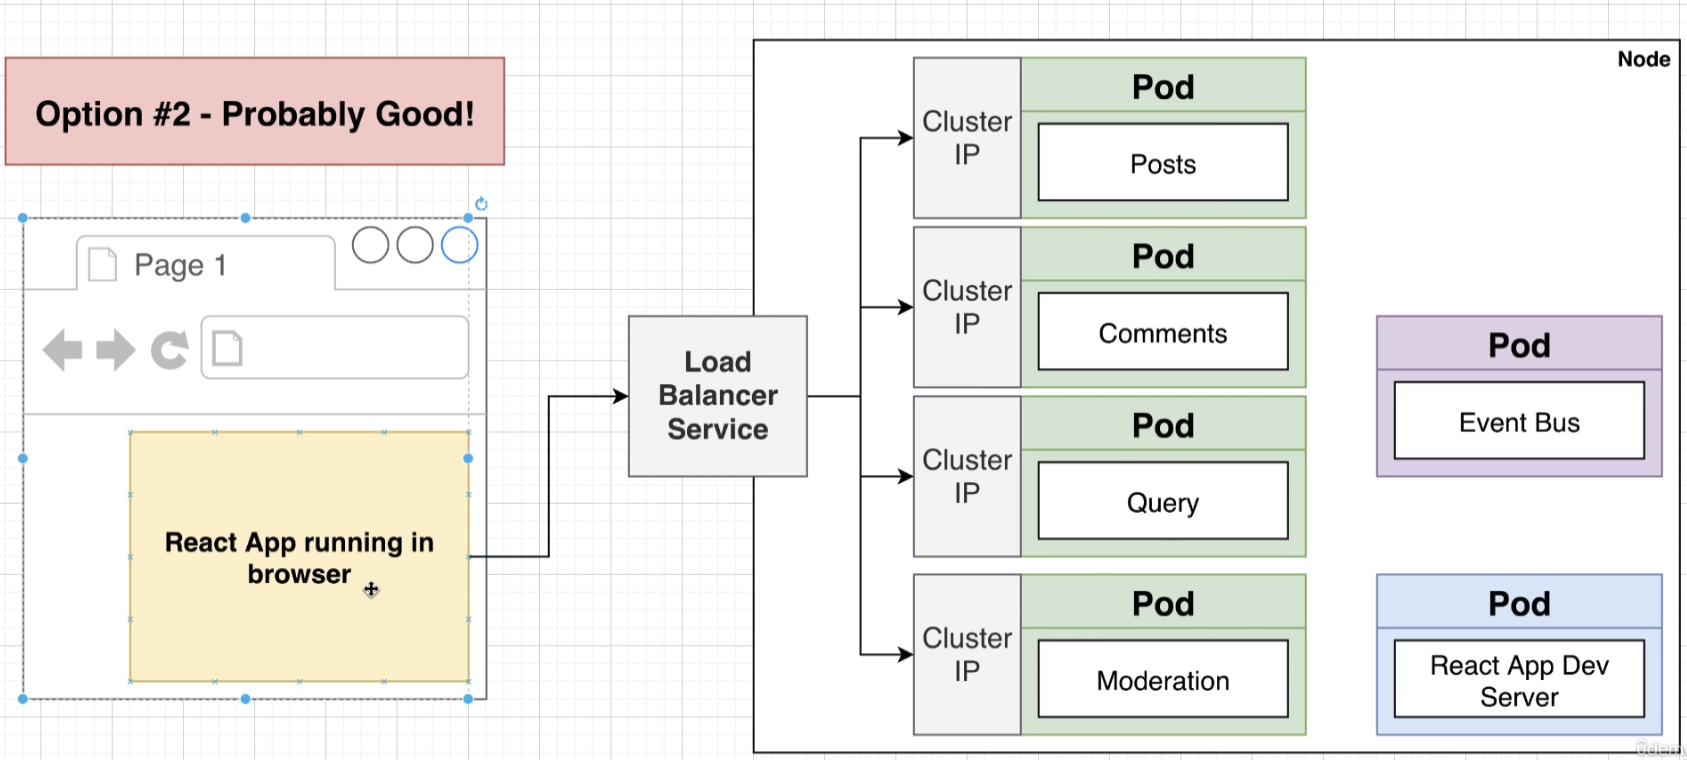 Option #2 - Probably Good!
Page 1
React App running in
browser
Load
Balancer
Service
Node
Cluster
IP
Pod
Posts
Cluster
IP
Pod
Comments
Cluster
IP
Pod
Query
Cluster
IP
Pod
Moderation
Pod
Event Bus
Pod
React App Dev
Server
Udemy